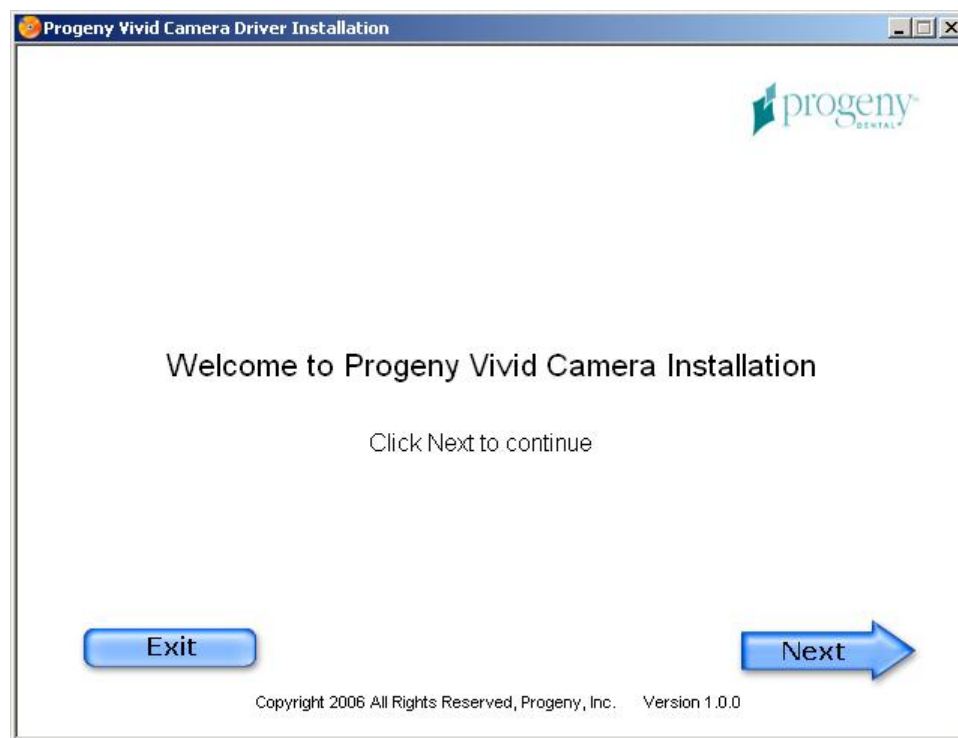 Progeny Vivid Camera Driver Installation
progeny™
DENTAL
Welcome to Progeny Vivid Camera Installation
Click Next to continue
Exit
Next
Copyright 2006 All Rights Reserved, Progeny, Inc. Version 1.0.0